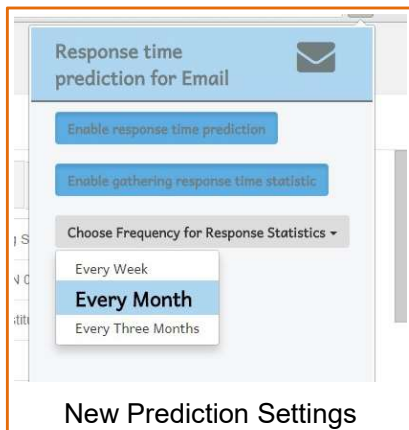 Response time
prediction for Email
Enable response time prediction
Enable gathering response time statistic
Choose Frequency for Response Statistics
Every Week
Every Month
Every Three Months
New Prediction Settings